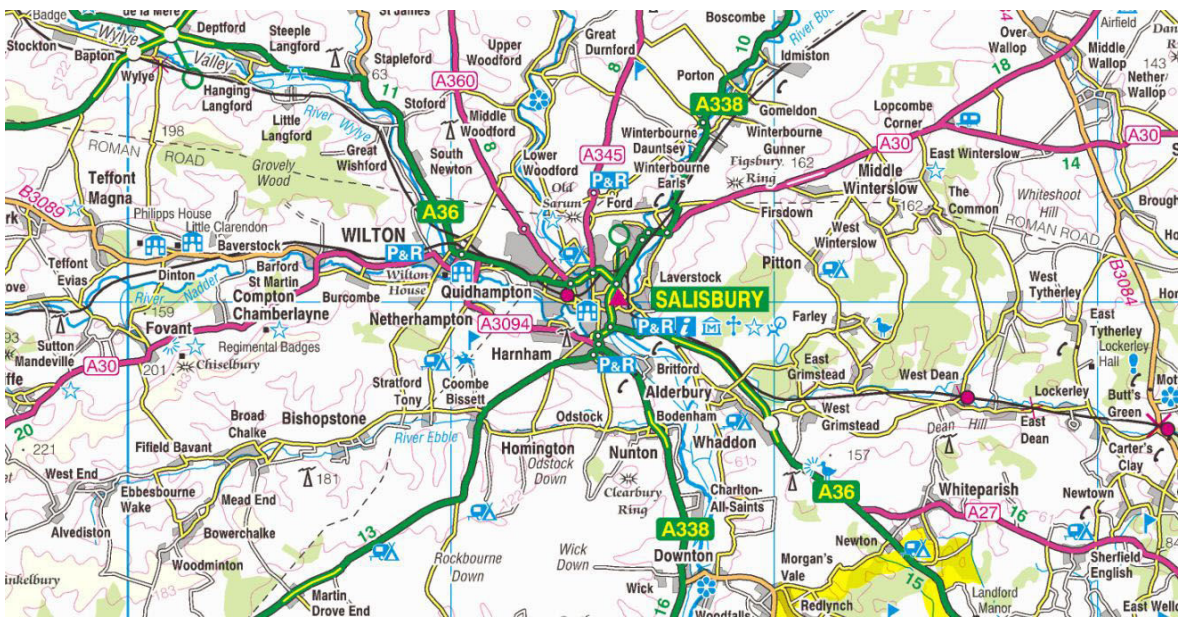 Badge
de la Mere
Deptford
Steeple
Langford
St James
Upper
Woodford
Great
Durnford
Boscombe
River Bo
Over
Wallop
Airfield
Wylye
Stockton
Bapton
Wylye
Valley
63
Stapleford
A360
8
10
Porton
Idmiston
18
Middle
Wallop
143
Nether
Wallop
Hanging
Langford
11
Stoford
Middle
Woodford
A338
Gomeldon
Lopcombe
Corner
Little
Langford
River Wylye
8
Winterbourne
Dauntsey
Winterbourne
Gunner
A30
A30
198
ROMAN
ROAD
Great
Wishford
South
Newton
Lower
Woodford
A345
Winterbourne
Earls
Figsbury
Ring
162
East Winterslow
14
Teffont
Magna
Grovely
Wood
Old
Sarum
P&R
Ford
Middle
Winterslow
162
The
Common
Whiteshoot
Hill
B3089
Philipps House
Little Clarendon
A36
Firsdown
ROMAN ROAD
Brough
Baverstock
WILTON
P&R
West
Winterslow
Teffont
Evias
Dinton
Barford
St Martin
Wilton
House
Laverstock
Pitton
B3084
River
Nadder
159
Compton
Chamberlayne
Burcombe
Quidhampton
SALISBURY
West
Tytherley
Fovant
Netherhampton
A3094
P&R
i
Farley
East
Tytherley
Lockerley
Hall
Sutton
Mandeville
Regimental Badges
Harnham
P&R
Britford
East
Grimstead
A30
201
183
Chiselbury
Stratford
Tony
Coombe
Bissett
Alderbury
West Dean
Lockerley
Butt's
Green
20
Broad
Chalke
Bishopstone
Odstock
Bodenham
West
Grimstead
Dean
Hill
East
Dean
Fifield Bavant
River Ebble
Homington
Nunton
Whaddon
61
157
Carter's
Clay
221
West End
181
Odstock
Down
Ebbesbourne
Wake
Mead End
122
Clearbury
Ring
Charlton-
All-Saints
A36
Whiteparish
Newtown
Alvediston
Bowerchalke
13
A338
A27
16
61
Woodminton
Rockbourne
Down
Wick
Down
Downton
Morgan's
Vale
Newton
Sherfield
English
183
Martin
Drove End
16
Wick
Woodfalls
Redlynch
15
Landford
Manor
East Wello